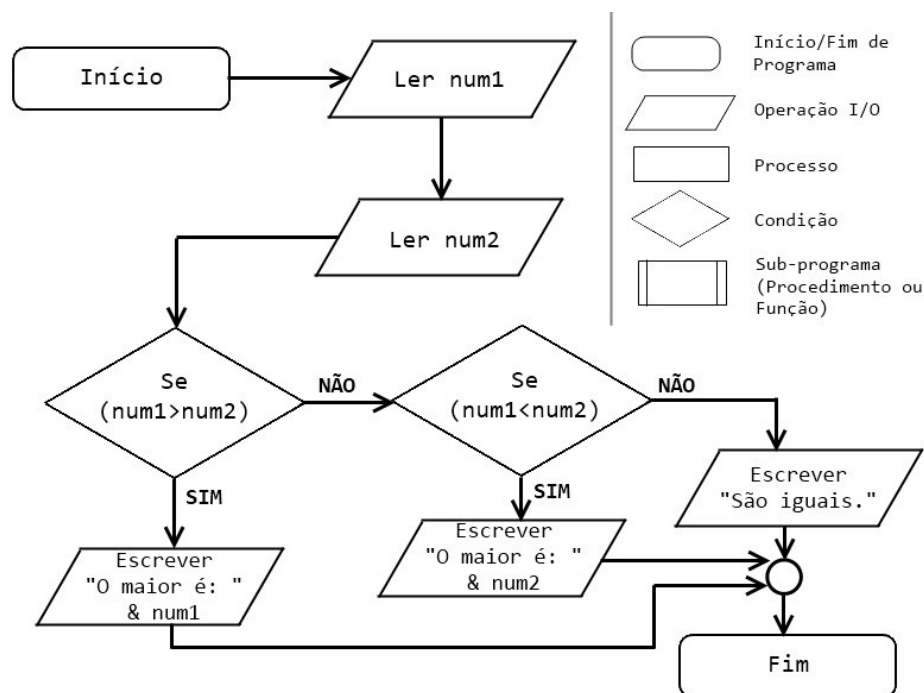 Início
Ler num1
Ler num2
Se
(num1>num2)
NÃO
SIM
Se
(num1<num2)
NÃO
SIM
Escrever
"São iguais."
Escrever
"O maior é: "
& num2
Escrever
"O maior é: "
& num1
Fim
Início/Fim de
Programa
Operação I/O
Processo
Condição
Sub-programa
(Procedimento ou
Função)